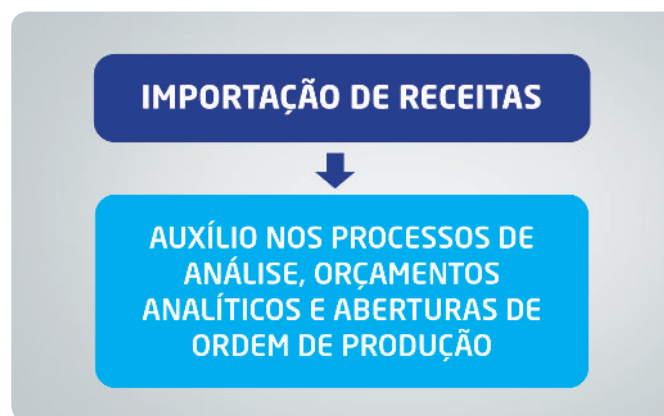 IMPORTAÇÃO DE RECEITAS
AUXÍLIO NOS PROCESSOS DE
ANÁLISE, ORÇAMENTOS
ANALÍTICOS E ABERTURAS DE
ORDEM DE PRODUÇÃO